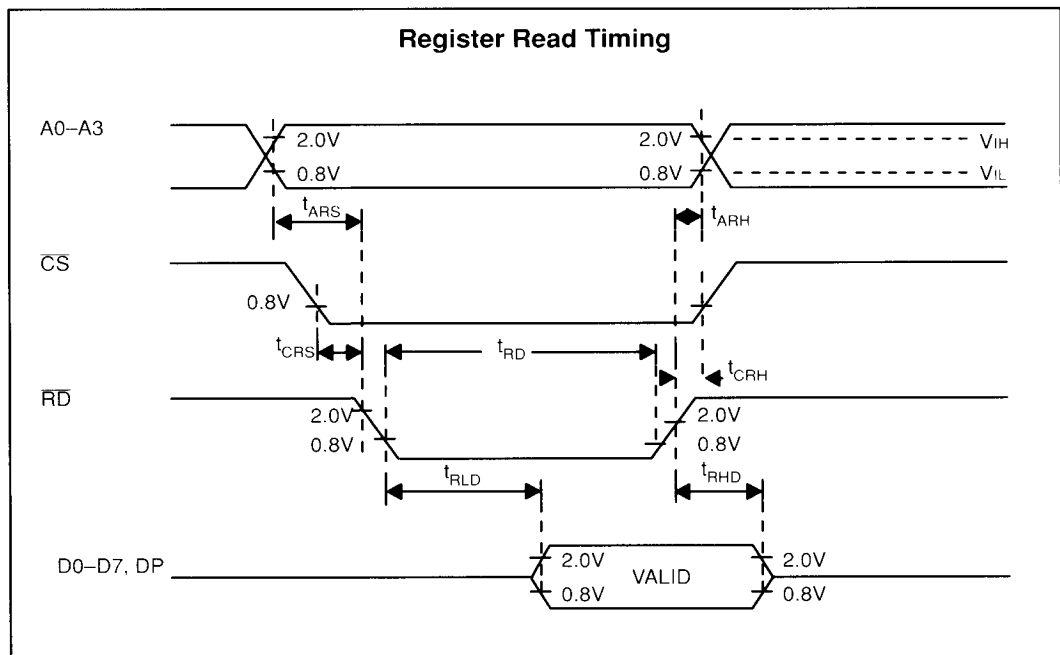 Register Read Timing
A0–A3
2.0V
2.0V
VIH
0.8V
0.8V
VIL
tARS
tARH
CS
0.8V
tCRS
tRD
tCRH
RD
2.0V
2.0V
0.8V
0.8V
tRLD
tRHD
D0–D7, DP
2.0V
VALID
2.0V
0.8V
0.8V